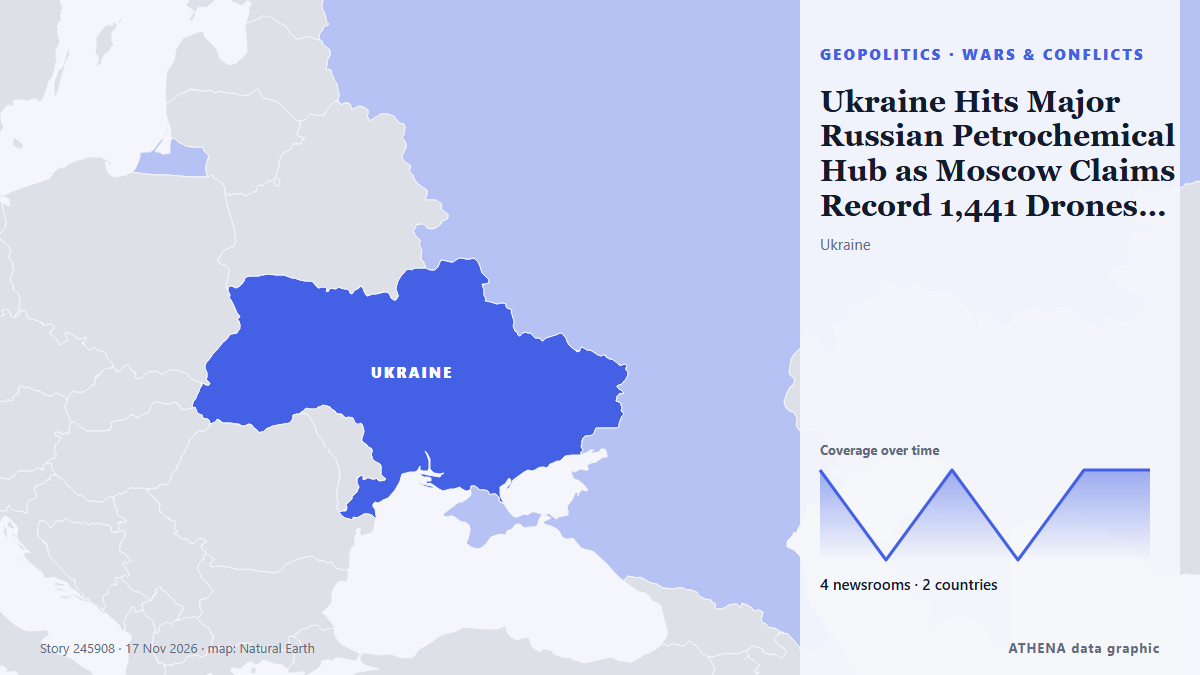 GEOPOLITICS · WARS & CONFLICTS
Ukraine Hits Major
Russian Petrochemical
Hub as Moscow Claims
Record 1,441 Drones...
Ukraine
UKRAINE
Coverage over time
4 newsrooms · 2 countries
Story 245908 · 17 Nov 2026 · map: Natural Earth
ATHENA data graphic